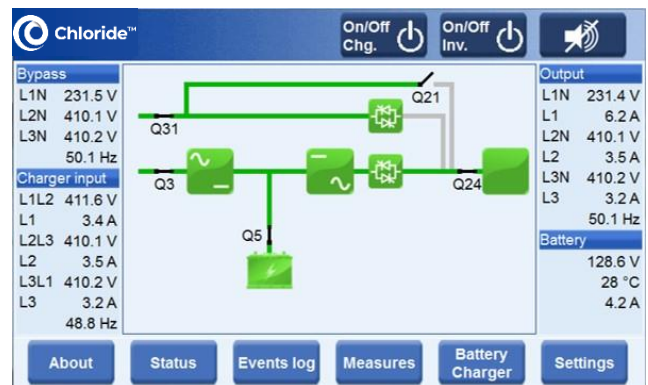 Chloride™
On/Off
Chg.
On/Off
Inv.
Bypass
L1N 231.5 V
L2N 410.1 V
L3N 410.2 V
50.1 Hz
Charger input
L1L2 411.6 V
L1 3.4 A
L2L3 410.1 V
L2 3.5 A
L3L1 410.2 V
L3 3.2 A
48.8 Hz
Q21
Q31
Q3
Q24
Q5
Output
L1N 231.4 V
L1 6.2 A
L2N 410.1 V
L2 3.5 A
L3N 410.2 V
L3 3.2 A
50.1 Hz
Battery
128.6 V
28 °C
4.2 A
About
Status
Events log
Measures
Battery
Charger
Settings